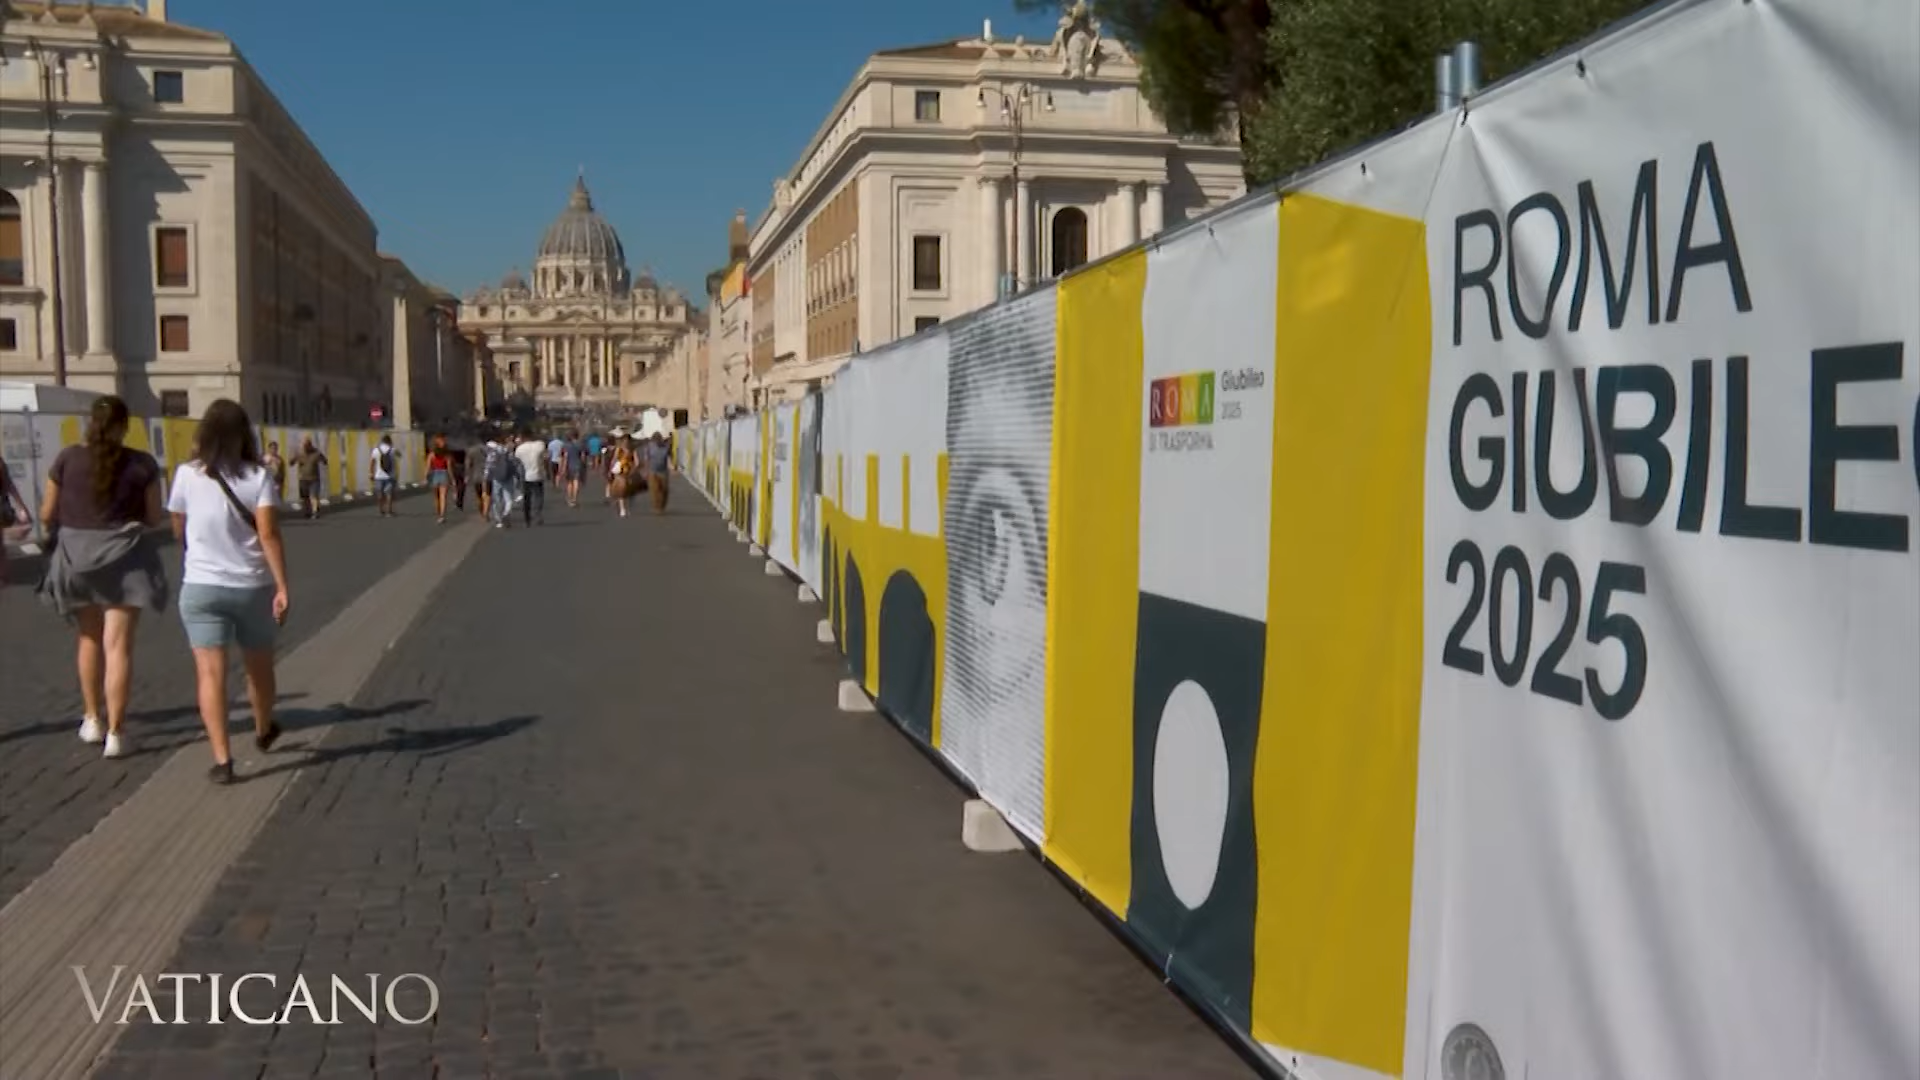 ROMA
GIUBILEO
2025
ROMA
Giubileo
2025
SI TRASFORMA
VATICANO